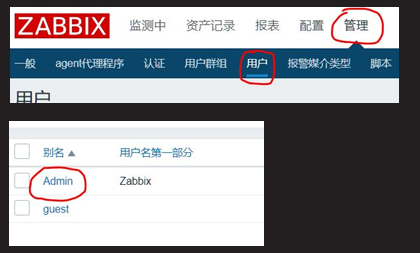 ZABBIX 监测中 资产记录 报表 配置 管理
一般 agent代理程序 认证 用户群组 用户 报警媒介类型 脚本
用户
别名 用户名第一部分
Admin Zabbix
guest